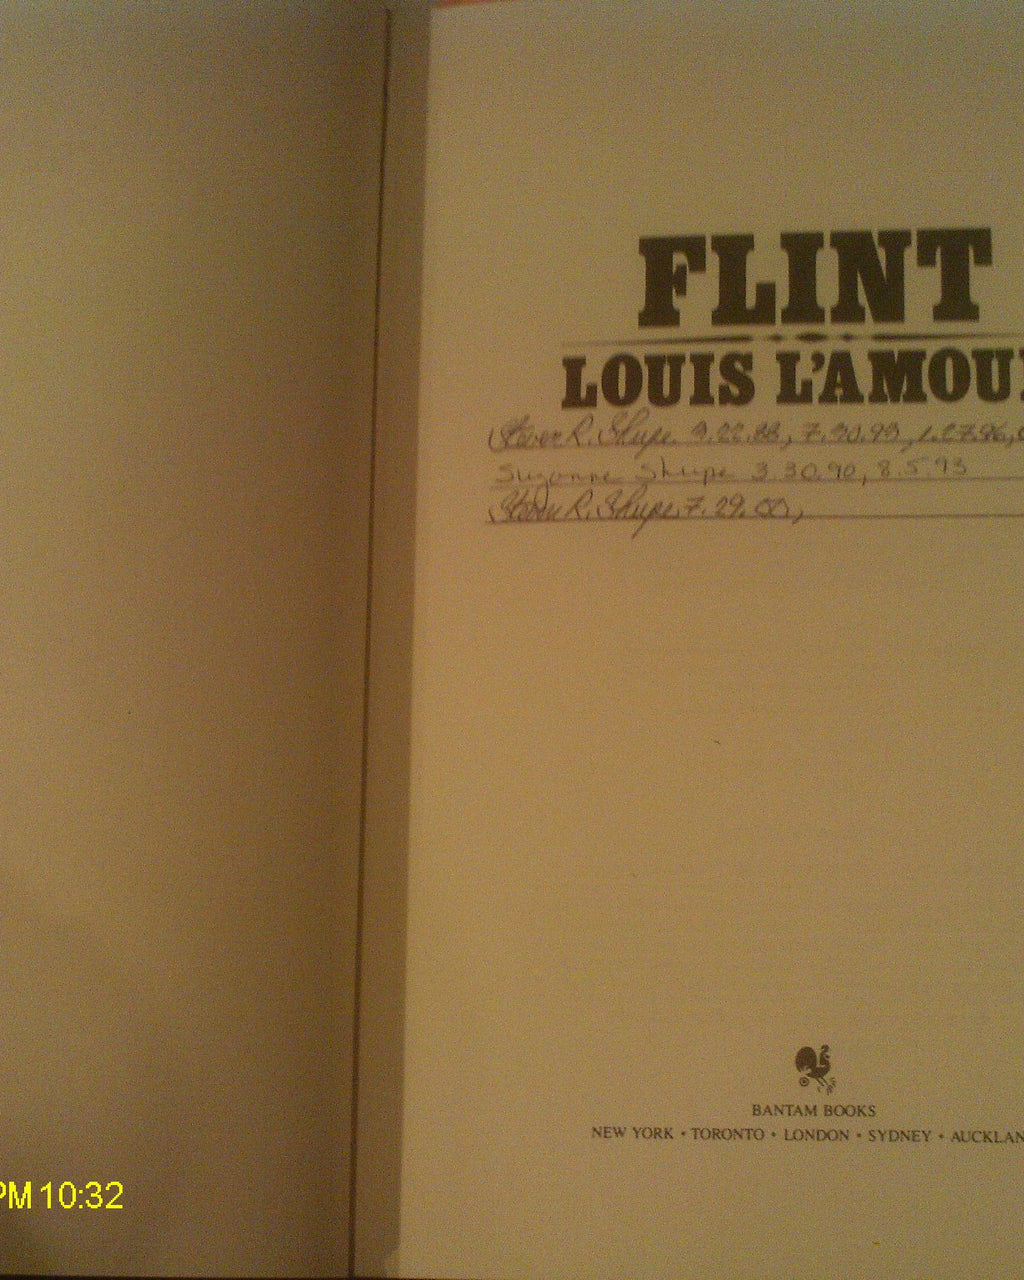 FLINT
LOUIS L'AMOU
Steven R. Shupe 9.22.88, 7.30.93, 1.27.96,
Suzanne Shupe 3.30.90, 8.5.93
Steven R. Shupe 7.29.00,
BANTAM BOOKS
NEW YORK • TORONTO • LONDON • SYDNEY • AUCKLAN
PM 10:32